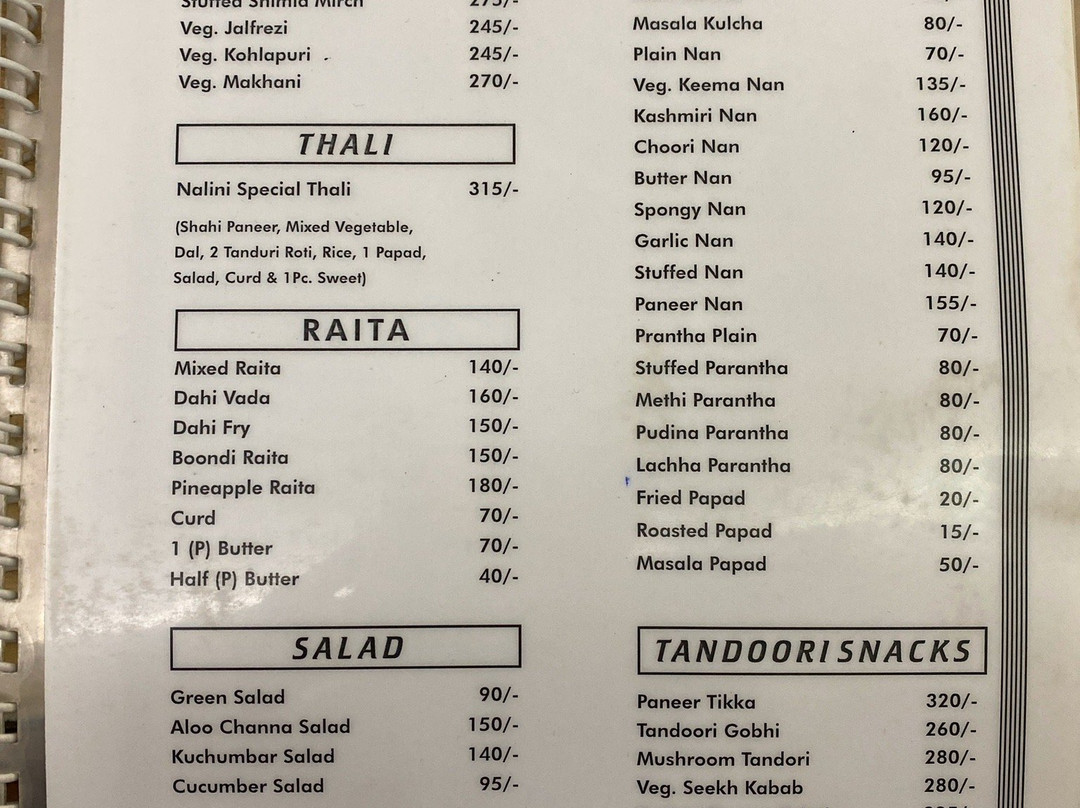 Stuffed Shimla Mirch 275/-
Veg. Jalfrezi 245/-
Veg. Kohlapuri 245/-
Veg. Makhani 270/-
THALI
Nalini Special Thali 315/-
(Shahi Paneer, Mixed Vegetable,
Dal, 2 Tanduri Roti, Rice, 1 Papad,
Salad, Curd & 1Pc. Sweet)
RAITA
Mixed Raita 140/-
Dahi Vada 160/-
Dahi Fry 150/-
Boondi Raita 150/-
Pineapple Raita 180/-
Curd 70/-
1 (P) Butter 70/-
Half (P) Butter 40/-
SALAD
Green Salad 90/-
Aloo Channa Salad 150/-
Kuchumbar Salad 140/-
Cucumber Salad 95/-
Masala Kulcha 80/-
Plain Nan 70/-
Veg. Keema Nan 135/-
Kashmiri Nan 160/-
Choori Nan 120/-
Butter Nan 95/-
Spongy Nan 120/-
Garlic Nan 140/-
Stuffed Nan 140/-
Paneer Nan 155/-
Prantha Plain 70/-
Stuffed Parantha 80/-
Methi Parantha 80/-
Pudina Parantha 80/-
Lachha Parantha 80/-
Fried Papad 20/-
Roasted Papad 15/-
Masala Papad 50/-
TANDOORI SNACKS
Paneer Tikka 320/-
Tandoori Gobhi 260/-
Mushroom Tandori 280/-
Veg. Seekh Kabab 280/-